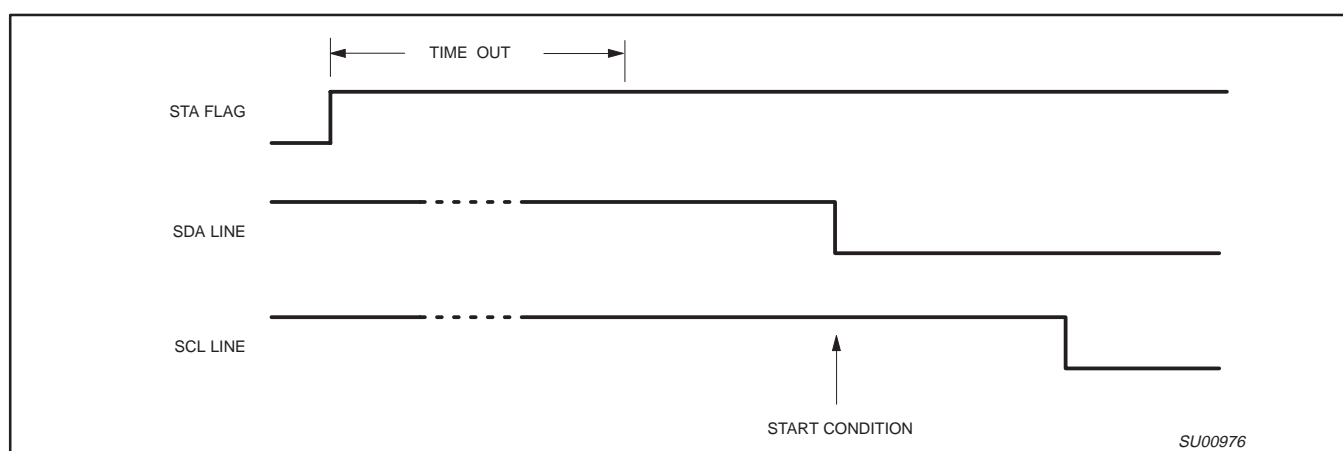 TIME OUT
STA FLAG
SDA LINE
SCL LINE
START CONDITION
SU00976